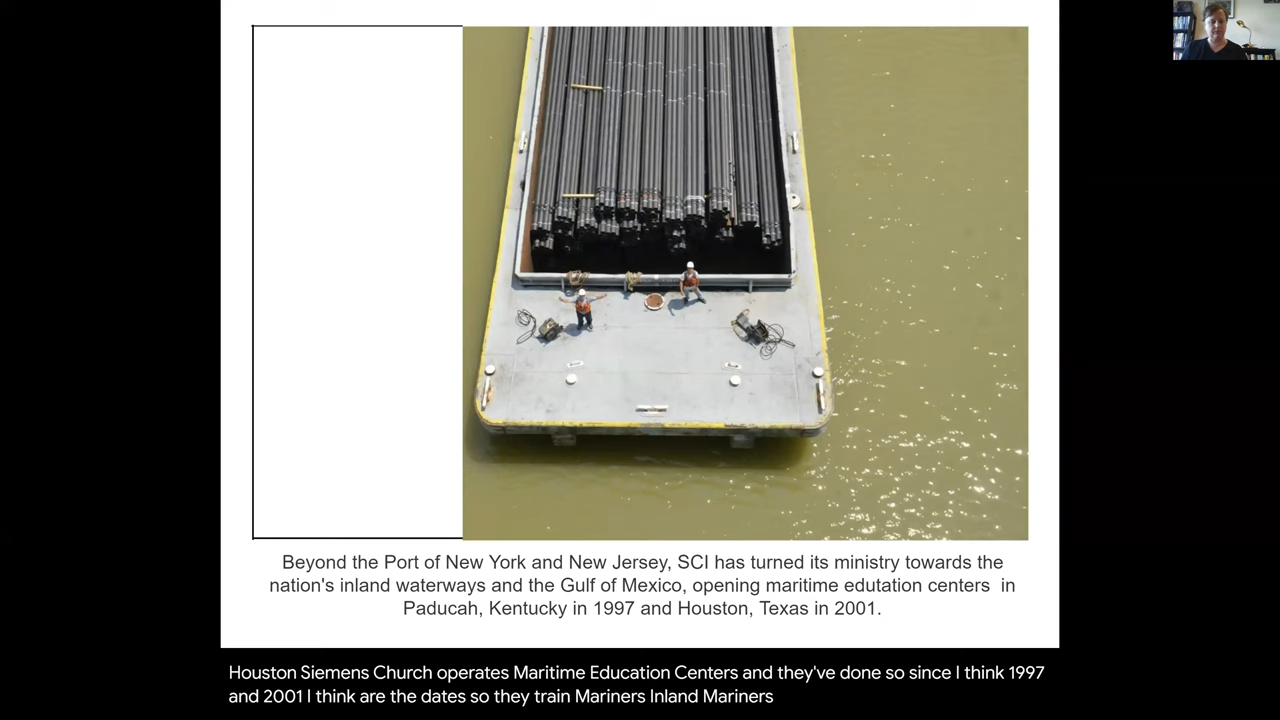 Beyond the Port of New York and New Jersey, SCI has turned its ministry towards the
nation's inland waterways and the Gulf of Mexico, opening maritime edutation centers in
Paducah, Kentucky in 1997 and Houston, Texas in 2001.
Houston Siemens Church operates Maritime Education Centers and they've done so since I think 1997
and 2001 I think are the dates so they train Mariners Inland Mariners